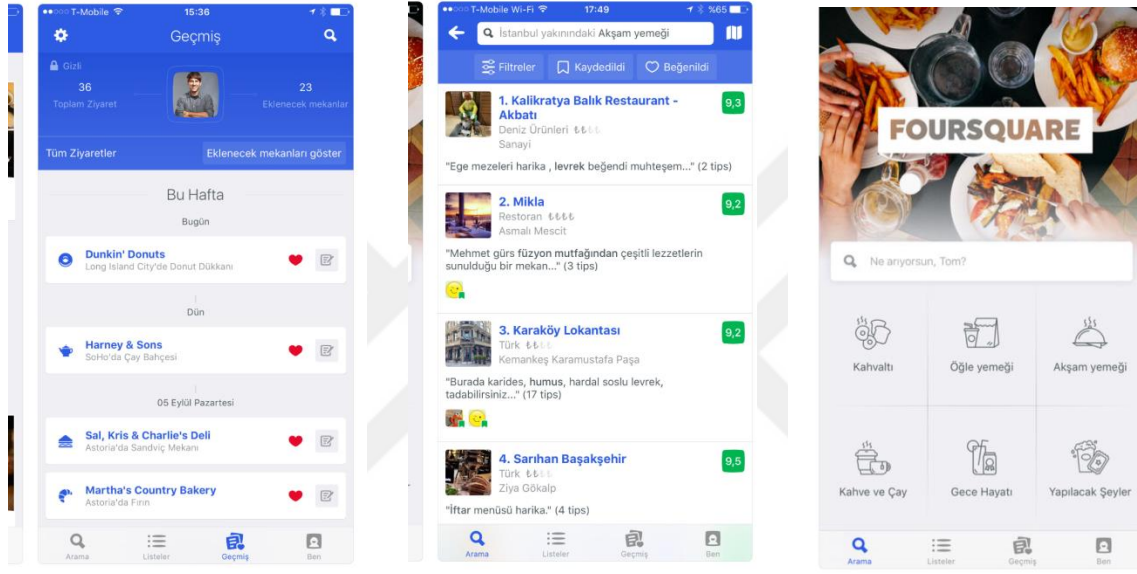 T-Mobile 15:36
Geçmiş
Gizli
36
Toplam Ziyaret
23
Eklenecek mekanlar
Tüm Ziyaretler Eklenecek mekanları göster
Bu Hafta
Bugün
Dunkin' Donuts
Long Island City'de Donut Dükkanı
Dün
Harney & Sons
SoHo'da Çay Bahçesi
05 Eylül Pazartesi
Sal, Kris & Charlie's Deli
Astoria'da Sandviç Mekanı
Martha's Country Bakery
Astoria'da Fırın
Arama Listeler Geçmiş Ben
T-Mobile Wi-Fi 17:49 %65
İstanbul yakınındaki Akşam yemeği
Filtreler Kaydedildi Beğenildi
1. Kalikratya Balık Restaurant - 9,3
Akbatı
Deniz Ürünleri ₺₺₺₺
Sanayi
"Ege mezeleri harika , levrek beğendi muhteşem..." (2 tips)
2. Mikla 9,2
Restoran ₺₺₺₺
Asmalı Mescit
"Mehmet gürs füzyon mutfağından çeşitli lezzetlerin
sunulduğu bir mekan..." (3 tips)
3. Karaköy Lokantası 9,2
Türk ₺₺₺₺
Kemankeş Karamustafa Paşa
"Burada karides, humus, hardal soslu levrek,
tadabilirsiniz..." (17 tips)
4. Sarıhan Başakşehir 9,5
Türk ₺₺₺₺
Ziya Gökalp
"İftar menüsü harika." (4 tips)
Arama Listeler Geçmiş Ben
FOURSQUARE
Ne arıyorsun, Tom?
Kahvaltı Öğle yemeği Akşam yemeği
Kahve ve Çay Gece Hayatı Yapılacak Şeyler
Arama Listeler Geçmiş Ben